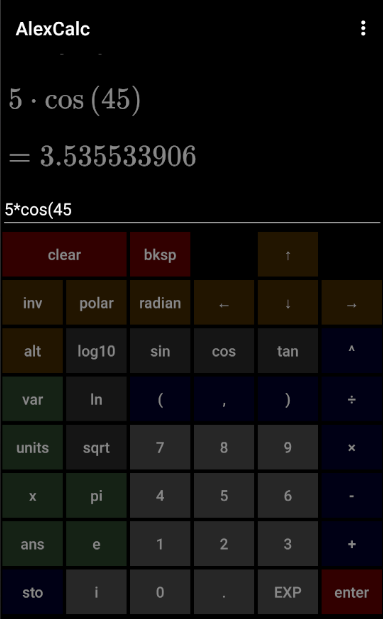 AlexCalc
5 · cos (45)
= 3.535533906
5*cos(45
clear bksp ↑
inv polar radian ← ↓ →
alt log10 sin cos tan ^
var ln ( , ) ÷
units sqrt 7 8 9 ×
x pi 4 5 6 -
ans e 1 2 3 +
sto i 0 . EXP enter